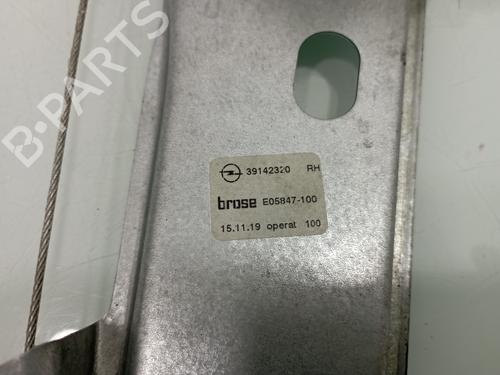 B-PARTS
39142320 RH
brose E05847-100
15.11.19 operat 100